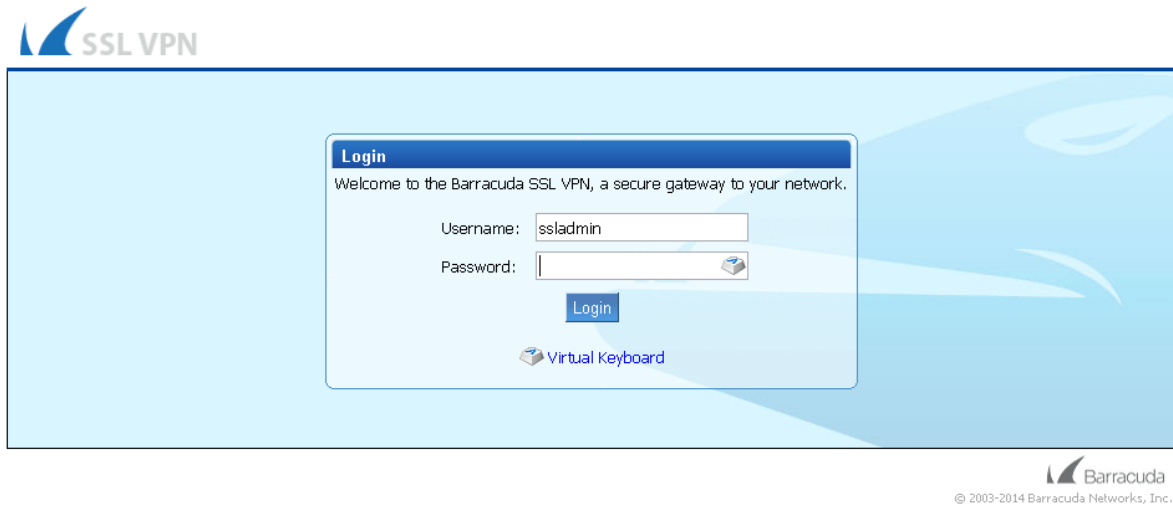 SSL VPN
Login
Welcome to the Barracuda SSL VPN, a secure gateway to your network.
Username: ssladmin
Password:
Login
Virtual Keyboard
Barracuda
© 2003-2014 Barracuda Networks, Inc.